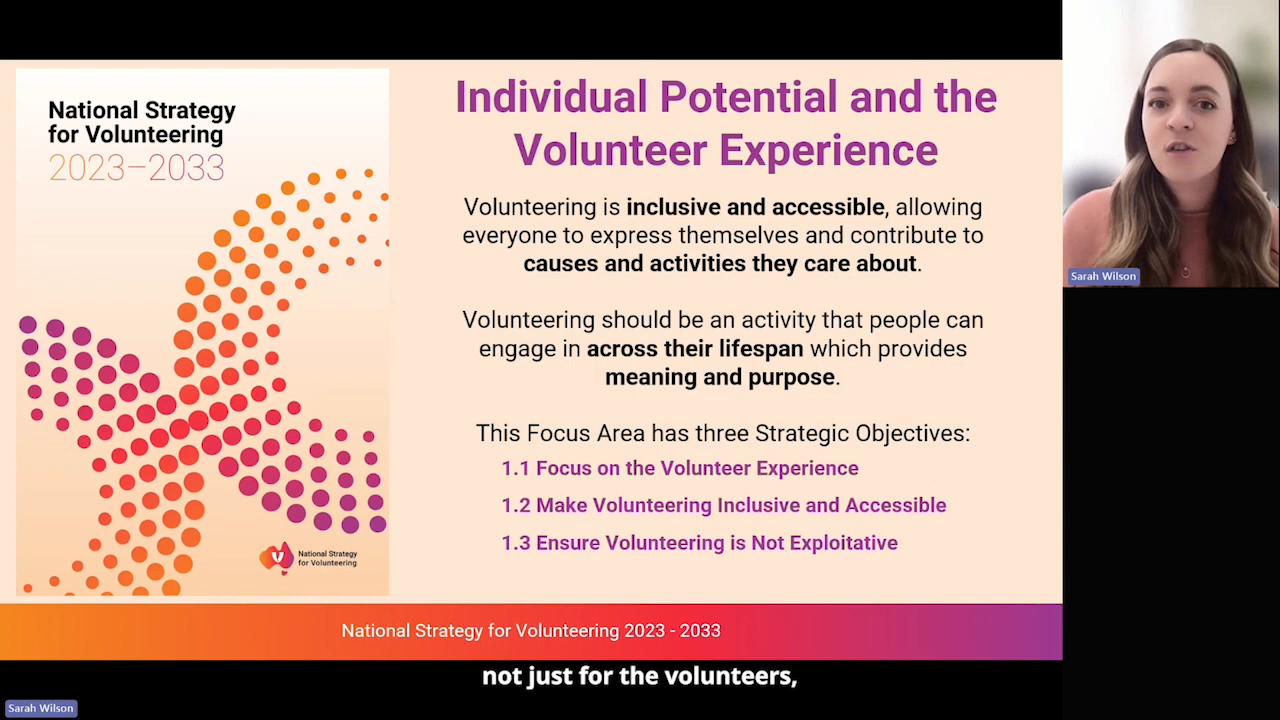 National Strategy
for Volunteering
2023–2033
National Strategy
for Volunteering
Individual Potential and the
Volunteer Experience
Volunteering is inclusive and accessible, allowing
everyone to express themselves and contribute to
causes and activities they care about.
Volunteering should be an activity that people can
engage in across their lifespan which provides
meaning and purpose.
This Focus Area has three Strategic Objectives:
1.1 Focus on the Volunteer Experience
1.2 Make Volunteering Inclusive and Accessible
1.3 Ensure Volunteering is Not Exploitative
National Strategy for Volunteering 2023 - 2033
Sarah Wilson
not just for the volunteers,
Sarah Wilson